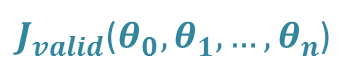 J_valid(θ_0, θ_1, ..., θ_n)